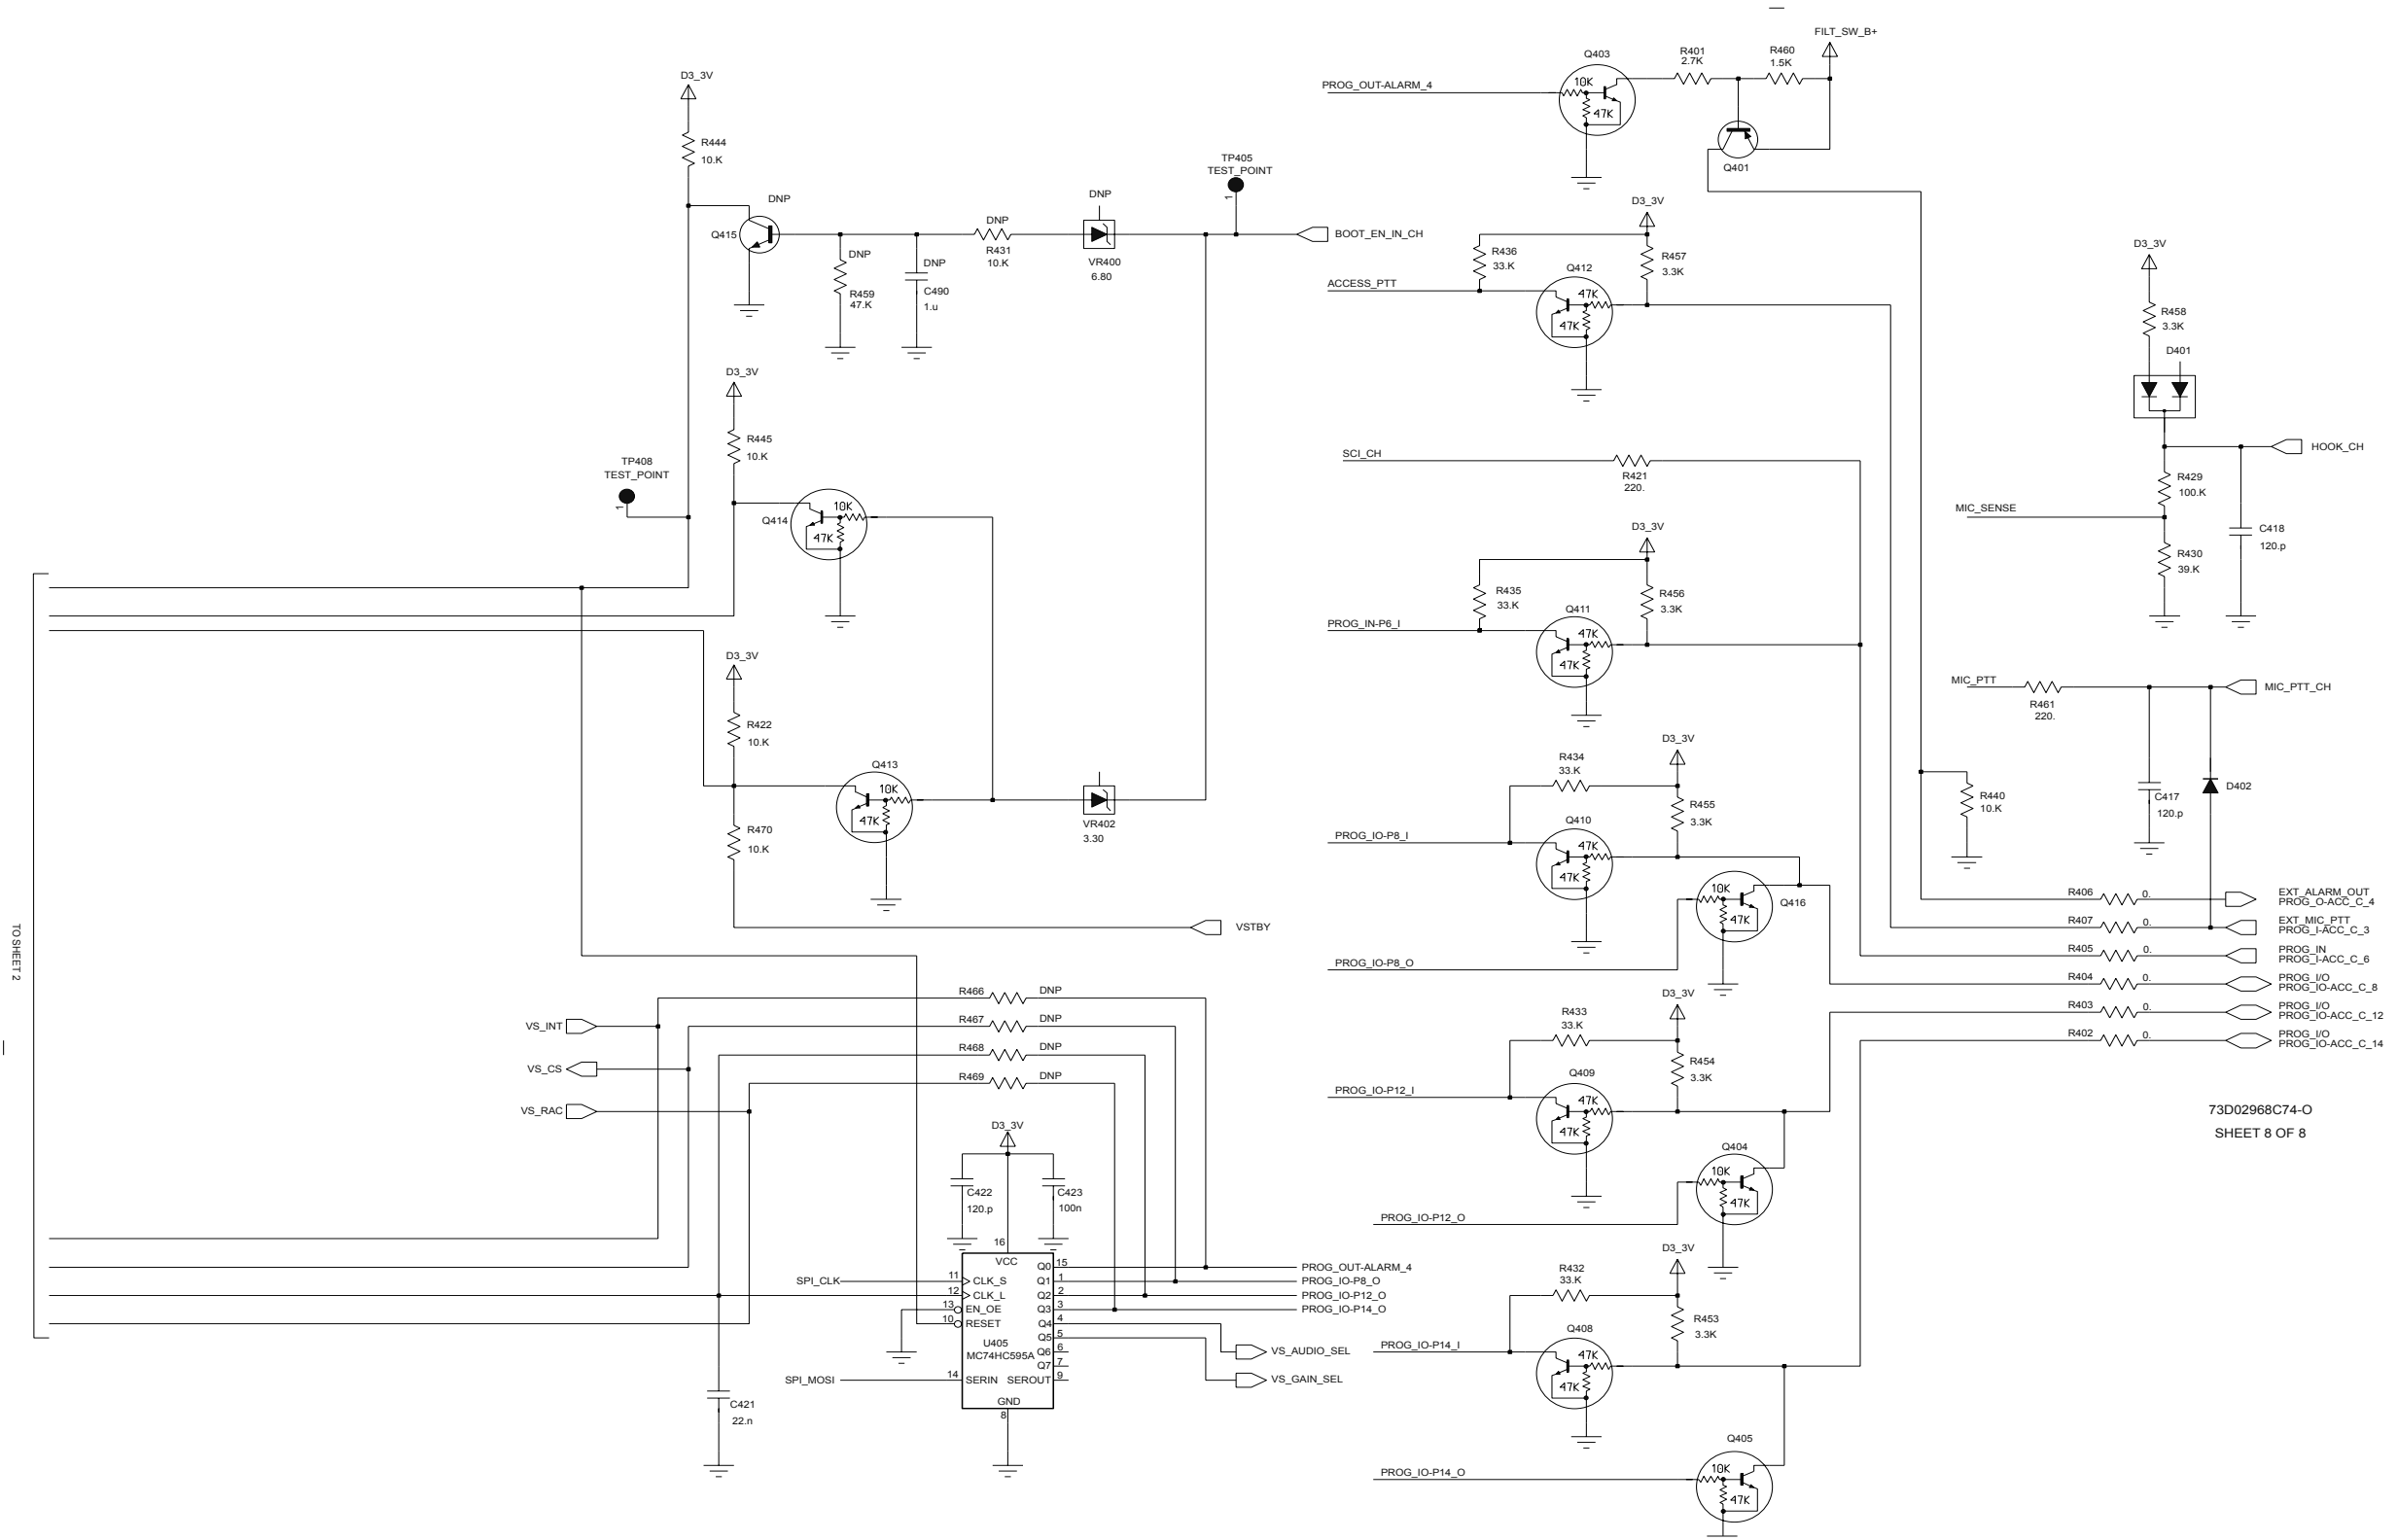 D3_3V
R444
10.K
DNP
Q415
DNP
R459
47.K
DNP
C490
1.u
DNP
R431
10.K
DNP
VR400
6.80
TP405
TEST_POINT
1
BOOT_EN_IN_CH
D3_3V
R445
10.K
TP408
TEST_POINT
1
Q414
10K
47K
D3_3V
R422
10.K
Q413
10K
47K
R470
10.K
VR402
3.30
VSTBY
TO SHEET 2
R466
DNP
R467
DNP
R468
DNP
R469
DNP
VS_INT
VS_CS
VS_RAC
D3_3V
C422
120.p
C423
100n
16
VCC
SPI_CLK
11
CLK_S
12
CLK_L
13
EN_OE
10
RESET
U405
MC74HC595A
SPI_MOSI
14
SERIN
SEROUT
9
GND
8
Q0
15
PROG_OUT-ALARM_4
Q1
1
PROG_IO-P8_O
Q2
2
PROG_IO-P12_O
Q3
3
PROG_IO-P14_O
Q4
4
Q5
5
Q6
6
Q7
7
VS_AUDIO_SEL
VS_GAIN_SEL
C421
22.n
PROG_OUT-ALARM_4
Q403
10K
47K
R401
2.7K
R460
1.5K
FILT_SW_B+
Q401
D3_3V
R436
33.K
R457
3.3K
ACCESS_PTT
Q412
47K
47K
SCI_CH
R421
220.
D3_3V
R435
33.K
R456
3.3K
PROG_IN-P6_I
Q411
47K
47K
D3_3V
R434
33.K
R455
3.3K
PROG_IO-P8_I
Q410
47K
47K
10K
47K
Q416
PROG_IO-P8_O
D3_3V
R433
33.K
R454
3.3K
PROG_IO-P12_I
Q409
47K
47K
Q404
10K
47K
PROG_IO-P12_O
D3_3V
R432
33.K
R453
3.3K
PROG_IO-P14_I
Q408
47K
47K
Q405
10K
47K
PROG_IO-P14_O
D3_3V
R458
3.3K
D401
HOOK_CH
R429
100.K
MIC_SENSE
C418
120.p
R430
39.K
MIC_PTT
R461
220.
MIC_PTT_CH
R440
10.K
C417
120.p
D402
R406
0.
EXT_ALARM_OUT
PROG_O-ACC_C_4
R407
0.
EXT_MIC_PTT
PROG_I-ACC_C_3
R405
0.
PROG_IN
PROG_I-ACC_C_6
R404
0.
PROG_I/O
PROG_IO-ACC_C_8
R403
0.
PROG_I/O
PROG_IO-ACC_C_12
R402
0.
PROG_I/O
PROG_IO-ACC_C_14
73D02968C74-O
SHEET 8 OF 8